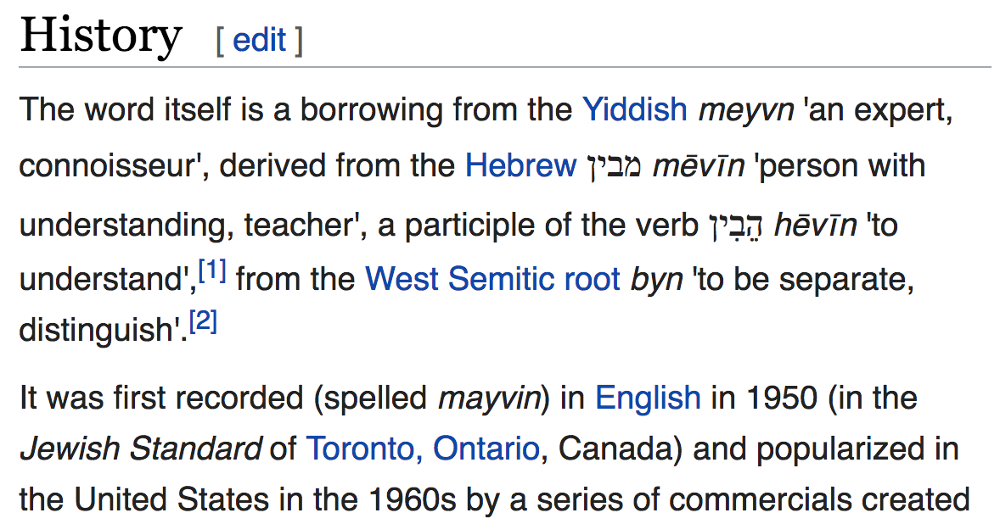 History [ edit ]
The word itself is a borrowing from the Yiddish meyvn 'an expert,
connoisseur', derived from the Hebrew מבין mēvīn 'person with
understanding, teacher', a participle of the verb הֵבִין hēvīn 'to
understand',[1] from the West Semitic root byn 'to be separate,
distinguish'.[2]
It was first recorded (spelled mayvin) in English in 1950 (in the
Jewish Standard of Toronto, Ontario, Canada) and popularized in
the United States in the 1960s by a series of commercials created